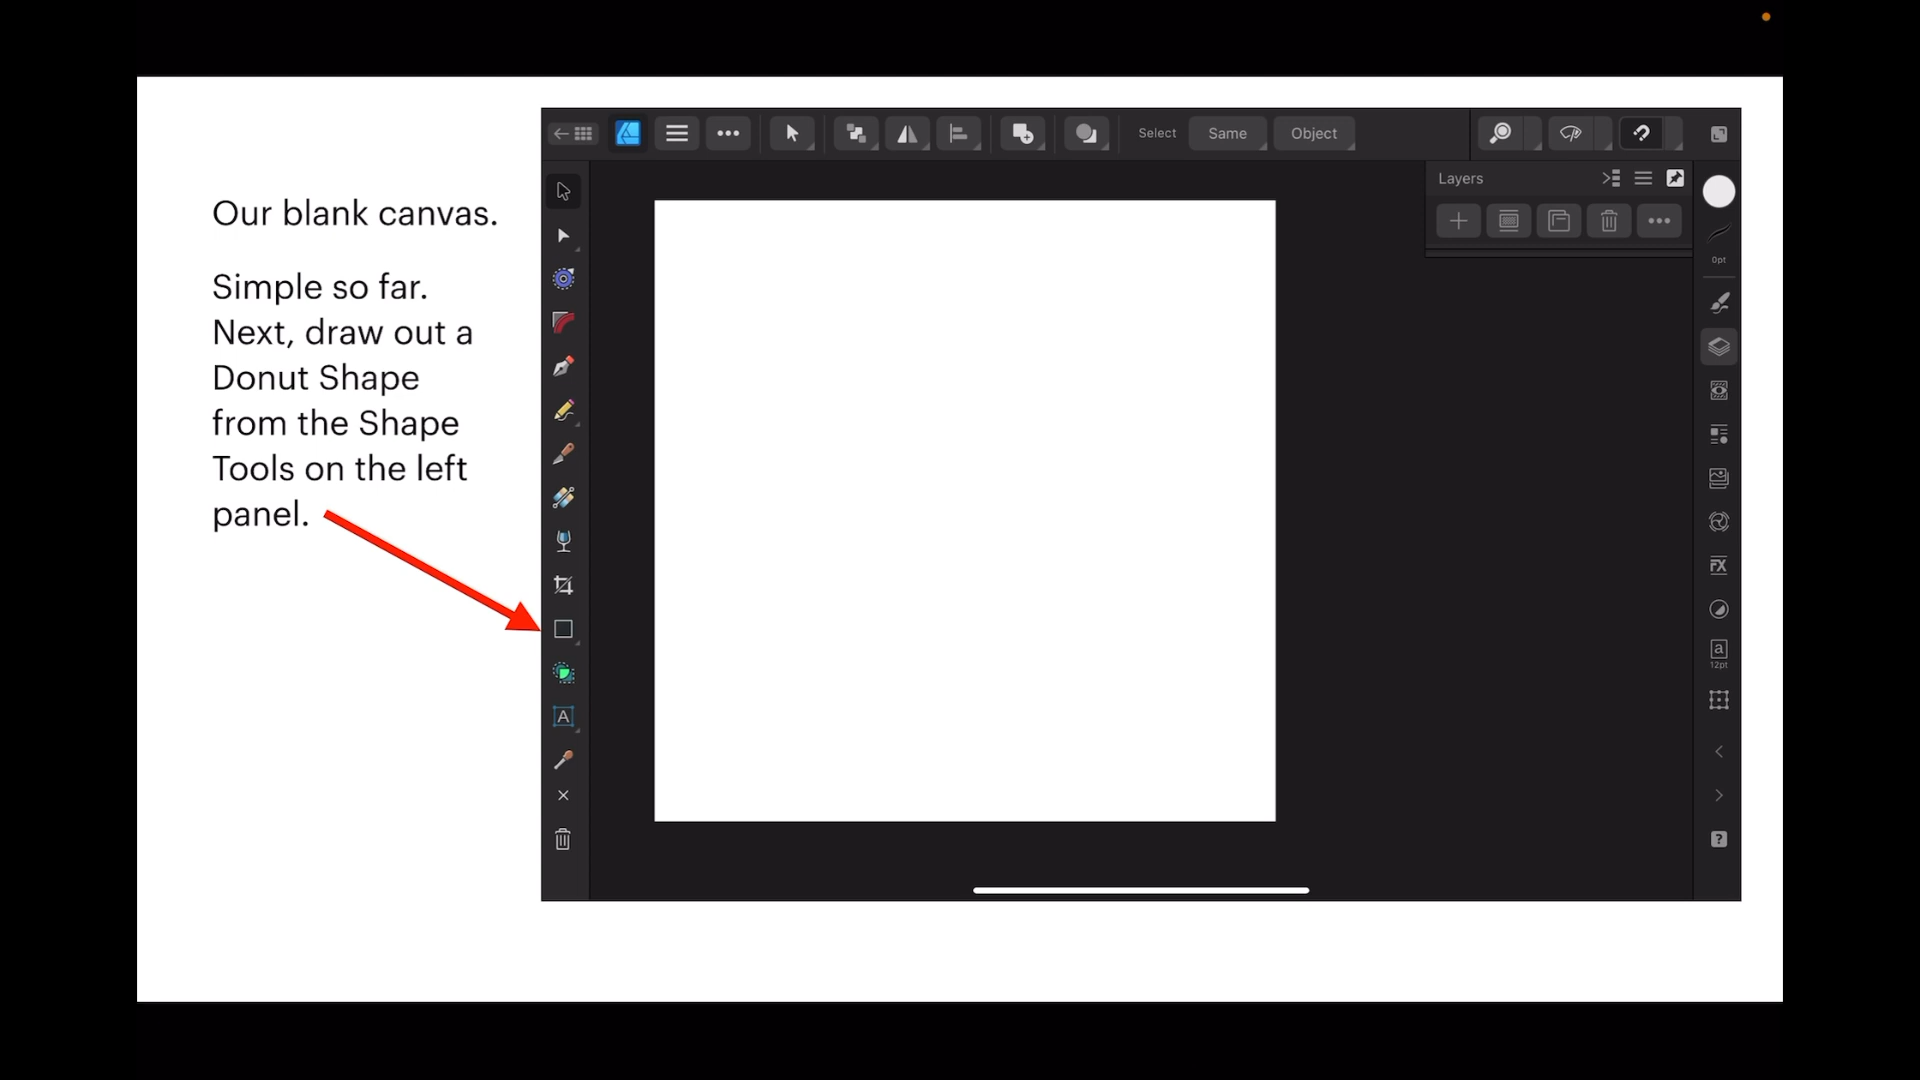 Our blank canvas.
Simple so far.
Next, draw out a
Donut Shape
from the Shape
Tools on the left
panel.
Select
Same
Object
Layers
0pt
FX
a
12pt
A
?